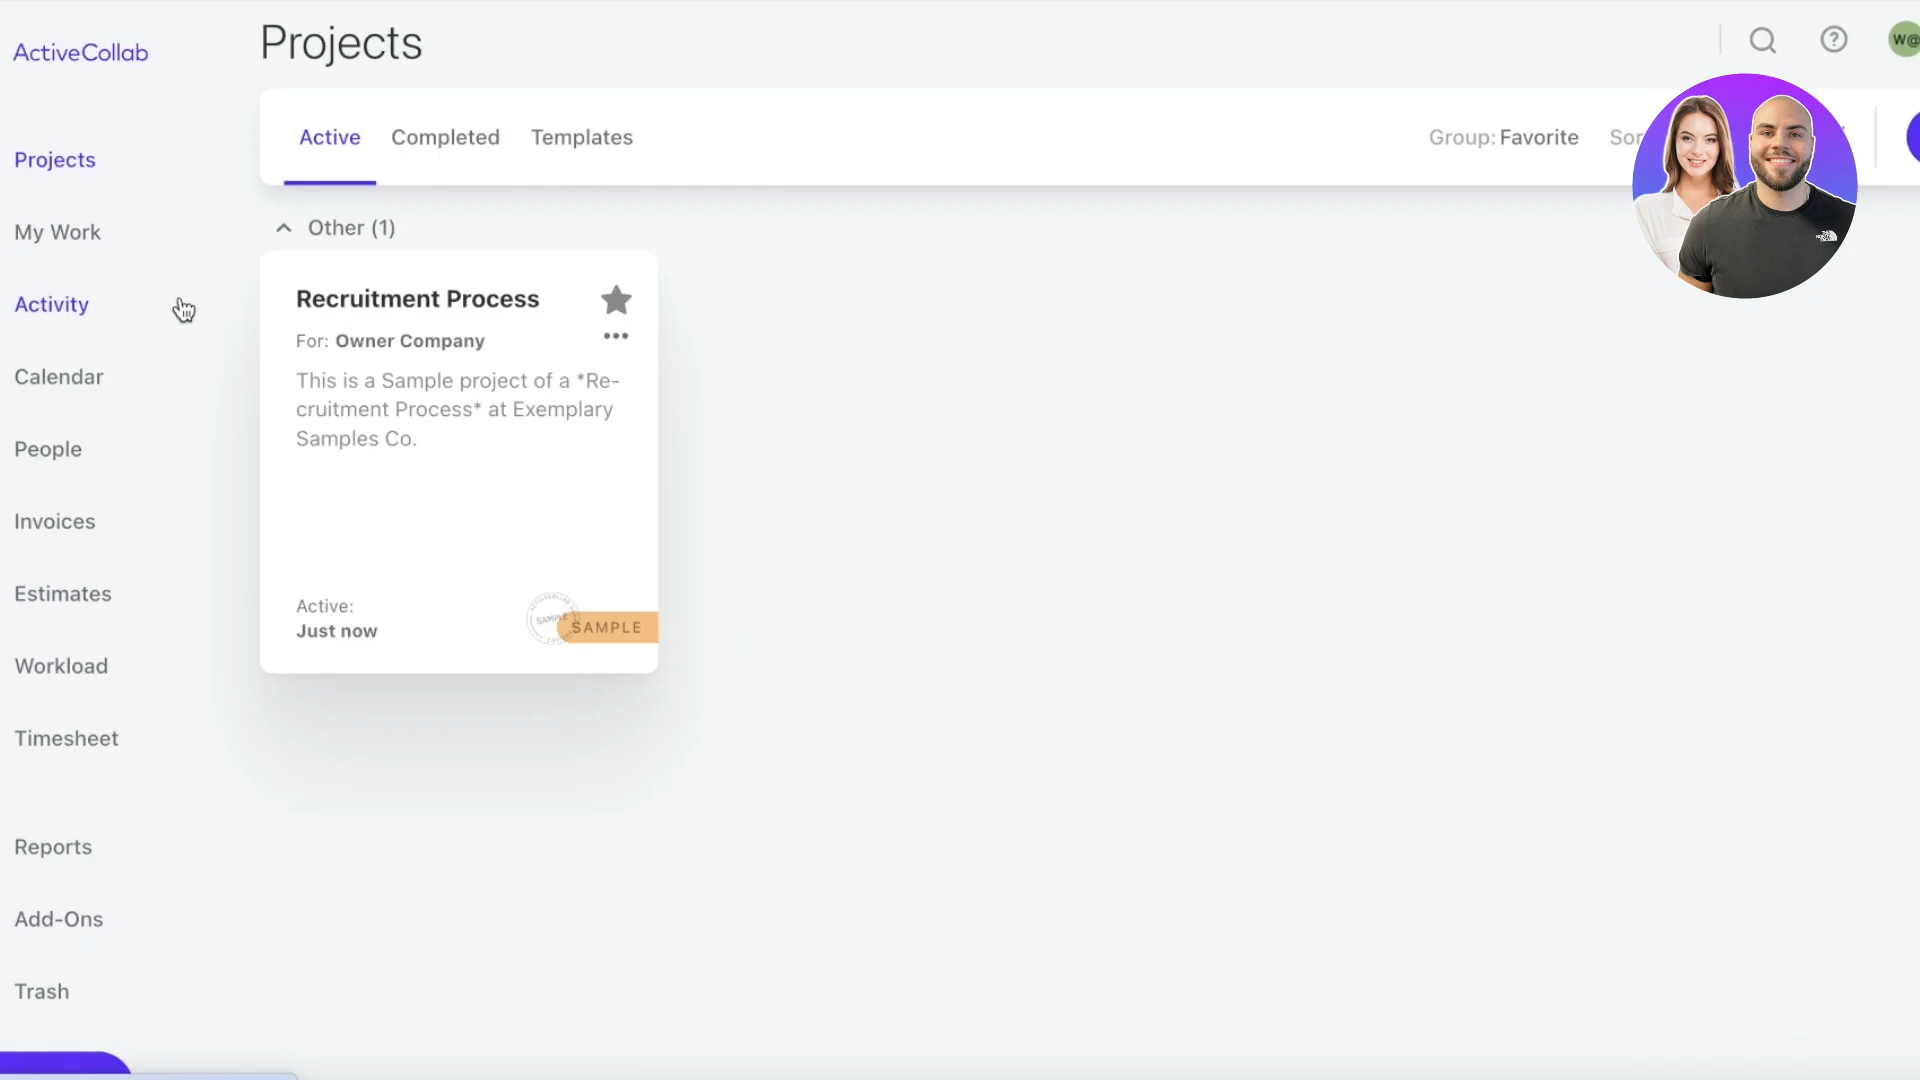 ActiveCollab
Projects
W@
Projects
My Work
Activity
Calendar
People
Invoices
Estimates
Workload
Timesheet
Reports
Add-Ons
Trash
Active
Completed
Templates
Group: Favorite
Other (1)
Recruitment Process
For: Owner Company
This is a Sample project of a *Re-
cruitment Process* at Exemplary
Samples Co.
Active:
Just now
SAMPLE
SAMPLE